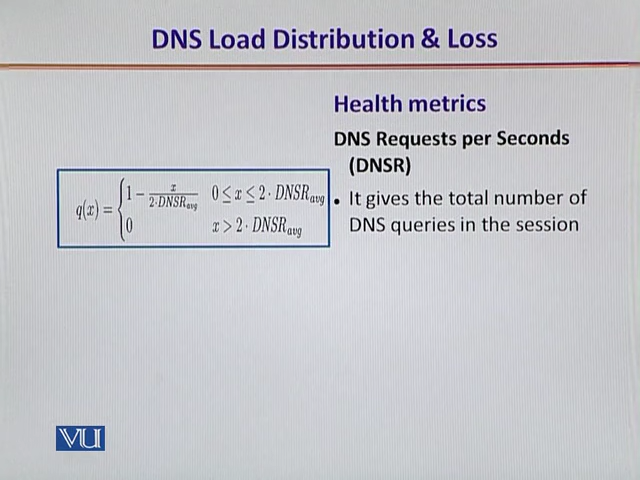 DNS Load Distribution & Loss
Health metrics
DNS Requests per Seconds
(DNSR)
• It gives the total number of
DNS queries in the session
q(x) = { 1 − x / 2·DNSR_avg   0 ≤ x ≤ 2 · DNSR_avg
0   x > 2 · DNSR_avg
VU